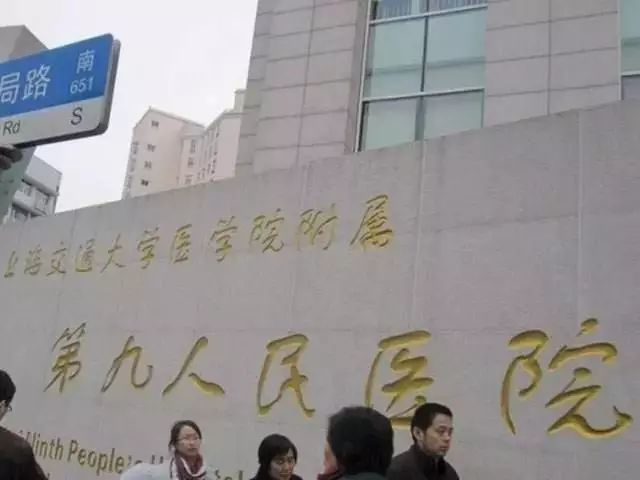 局路 南
651
Rd S
上海交通大学医学院附属
第九人民医院
Ninth People's